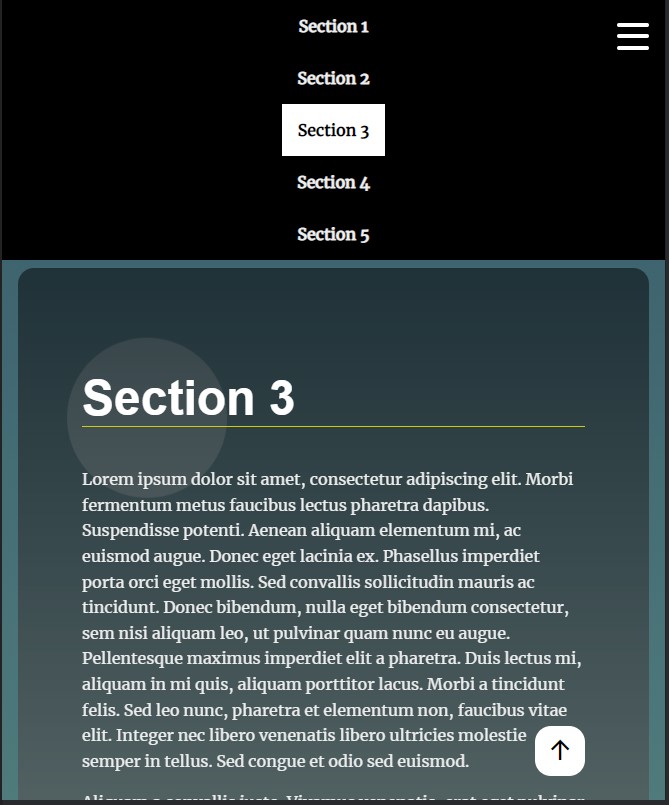 Section 1
Section 2
Section 3
Section 4
Section 5
Section 3
Lorem ipsum dolor sit amet, consectetur adipiscing elit. Morbi
fermentum metus faucibus lectus pharetra dapibus.
Suspendisse potenti. Aenean aliquam elementum mi, ac
euismod augue. Donec eget lacinia ex. Phasellus imperdiet
porta orci eget mollis. Sed convallis sollicitudin mauris ac
tincidunt. Donec bibendum, nulla eget bibendum consectetur,
sem nisi aliquam leo, ut pulvinar quam nunc eu augue.
Pellentesque maximus imperdiet elit a pharetra. Duis lectus mi,
aliquam in mi quis, aliquam porttitor lacus. Morbi a tincidunt
felis. Sed leo nunc, pharetra et elementum non, faucibus vitae
elit. Integer nec libero venenatis libero ultricies molestie
semper in tellus. Sed congue et odio sed euismod.